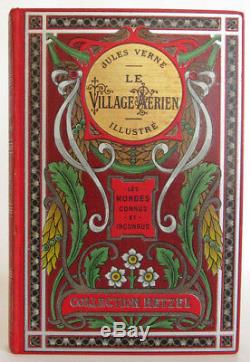 JULES VERNE
LE
VILLAGE AÉRIEN
ILLUSTRÉ
LES
MONDES
CONNUS
ET
INCONNUS
COLLECTION HETZEL